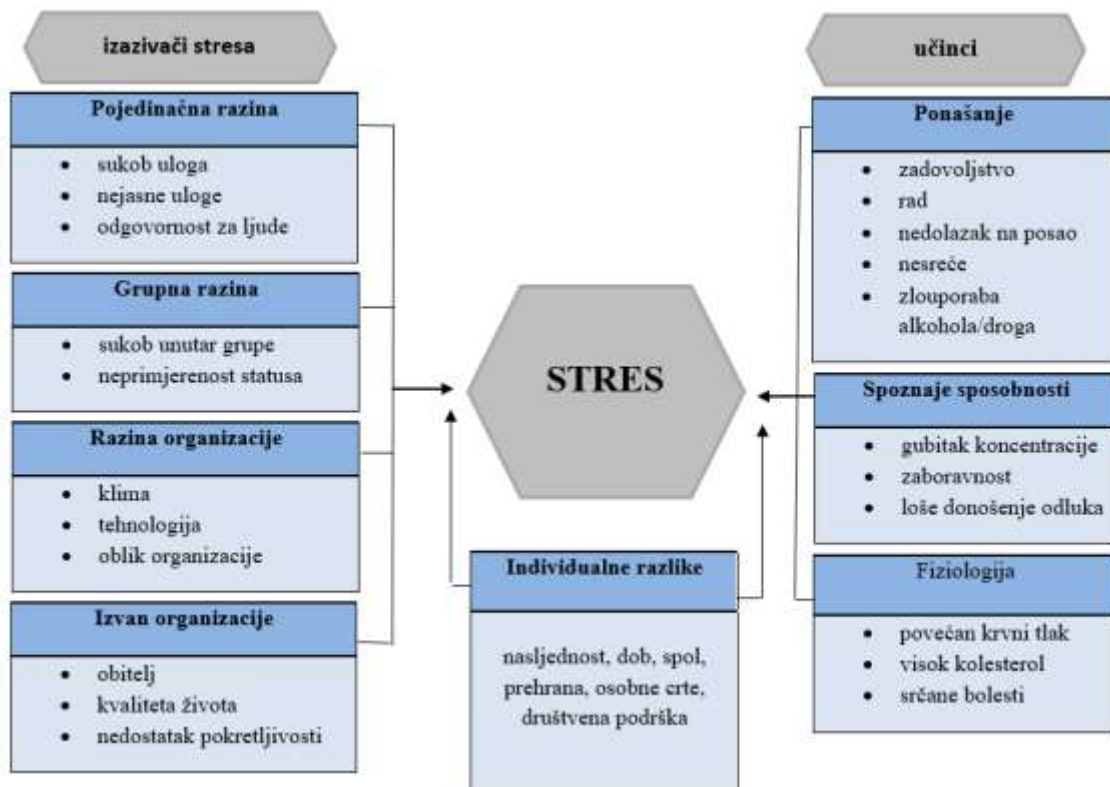 izazivači stresa
Pojedinačna razina
• sukob uloga
• nejasne uloge
• odgovornost za ljude
Grupna razina
• sukob unutar grupe
• neprimjerenost statusa
Razina organizacije
• klima
• tehnologija
• oblik organizacije
Izvan organizacije
• obitelj
• kvaliteta života
• nedostatak pokretljivosti
STRES
Individualne razlike
nasljednost, dob, spol,
prehrana, osobne crte,
društvena podrška
učinci
Ponašanje
• zadovoljstvo
• rad
• nedolazak na posao
• nesreče
• zlouporaba
alkohola/droga
Spoznaje sposobnosti
• gubitak koncentracije
• zaboravnost
• loše donošenje odluka
Fiziologija
• povećan krvni tlak
• visok kolesterol
• srčane bolesti